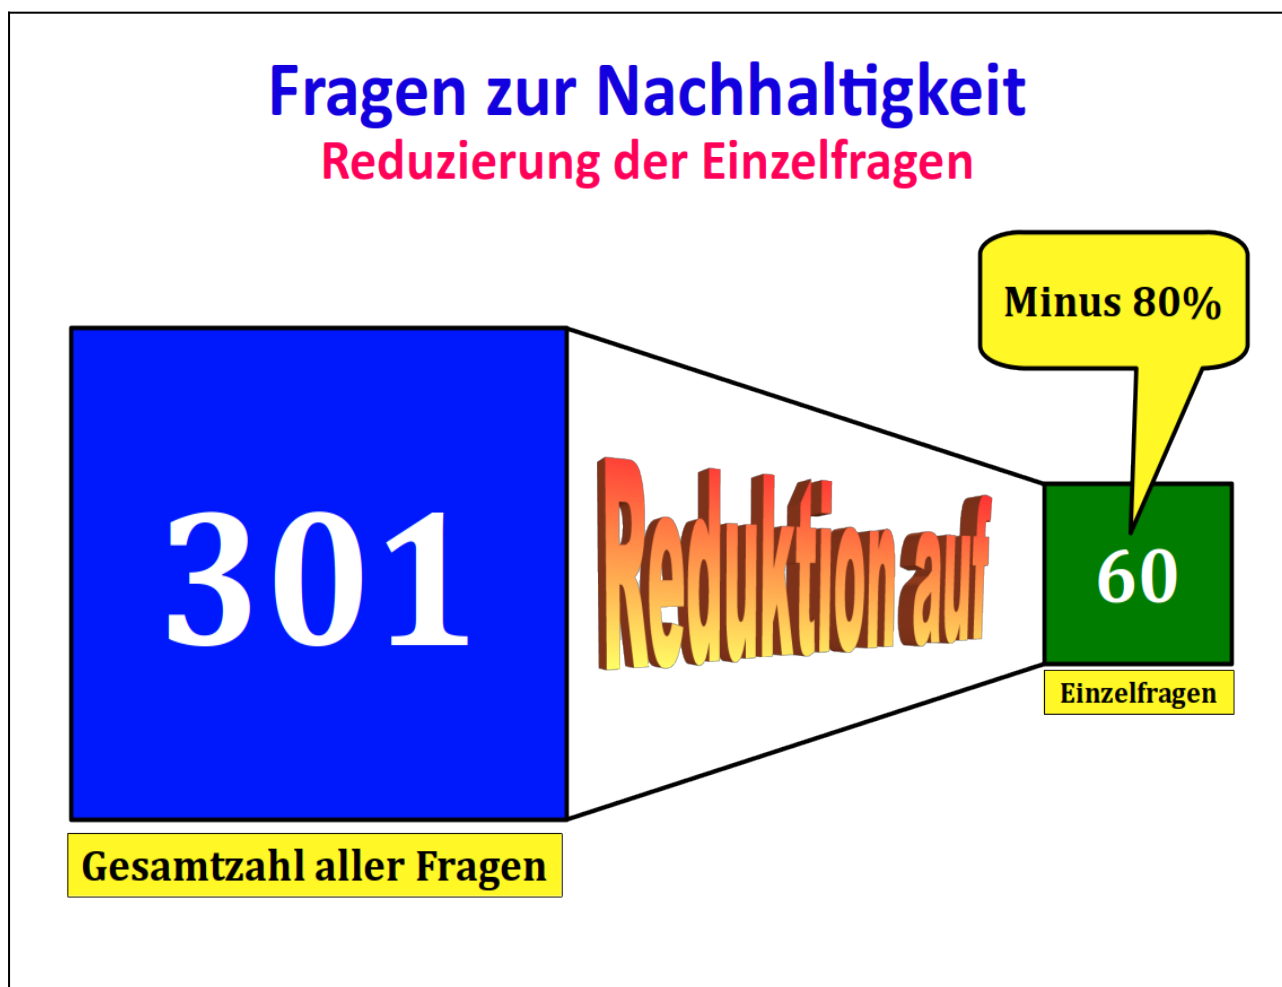 Fragen zur Nachhaltigkeit
Reduzierung der Einzelfragen
Minus 80%
301
Reduktion auf
60
Einzelfragen
Gesamtzahl aller Fragen